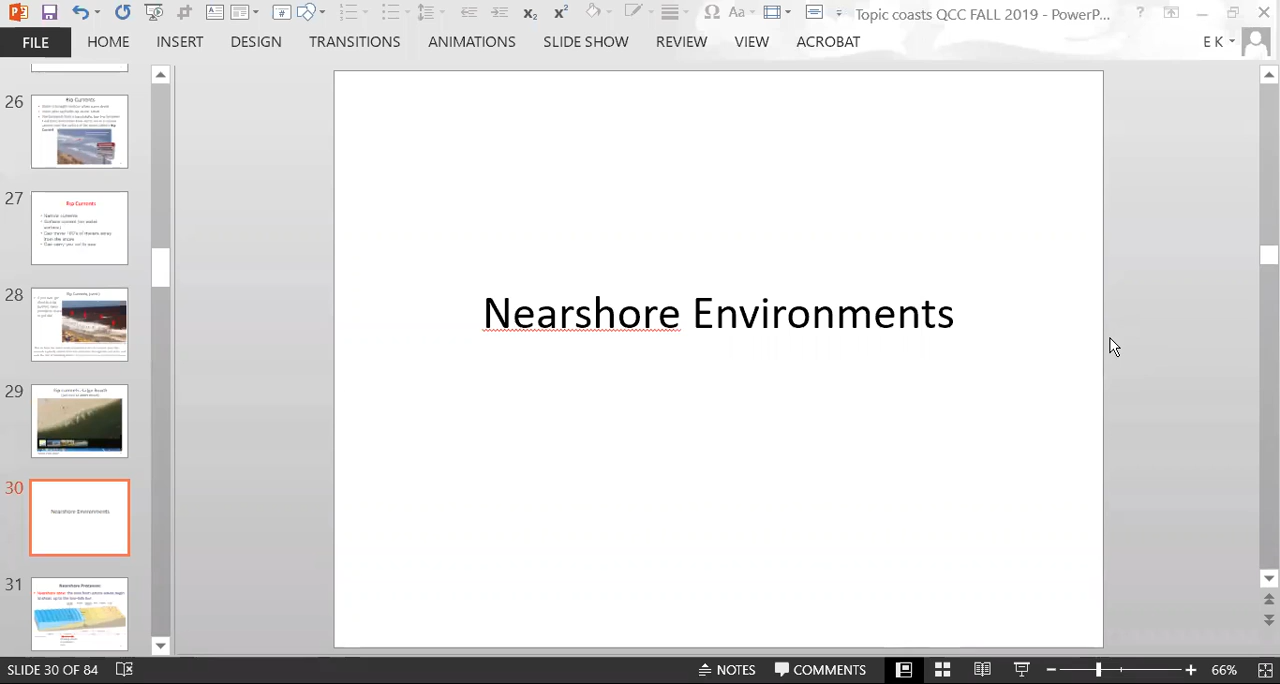 Topic coasts QCC FALL 2019 - PowerP...
FILE HOME INSERT DESIGN TRANSITIONS ANIMATIONS SLIDE SHOW REVIEW VIEW ACROBAT E K
26
Rip Currents
27
Rip Currents
28
29
30
Nearshore Environments
31
Nearshore Processes
Nearshore Environments
SLIDE 30 OF 84 NOTES COMMENTS 66%